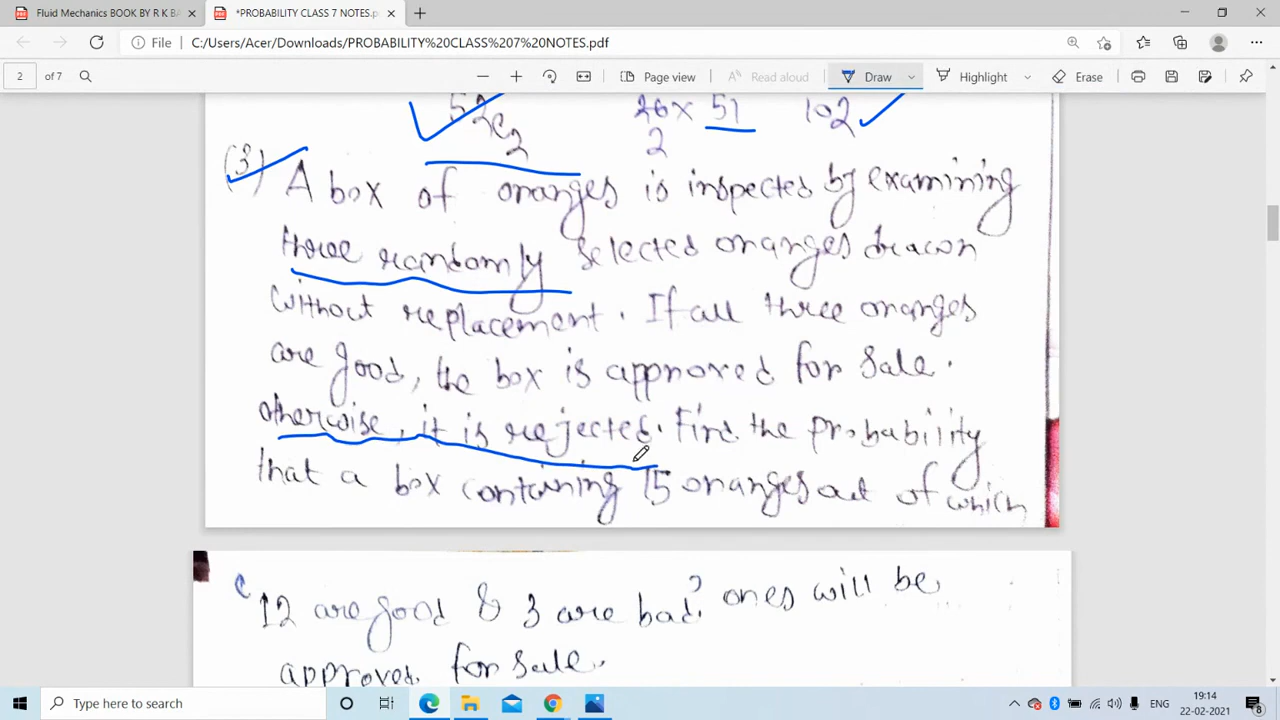 Fluid Mechanics BOOK BY R K BA
*PROBABILITY CLASS 7 NOTES.p
File
C:/Users/Acer/Downloads/PROBABILITY%20CLASS%207%20NOTES.pdf
2 of 7
Page view
Read aloud
Draw
Highlight
Erase
52c2 26 x 51 102
2
(3) A box of oranges is inspected by examining
three randomly selected oranges drawn
without replacement. If all three oranges
are good, the box is approved for sale.
otherwise, it is rejected. Find the probability
that a box containing 15 oranges out of which
12 are good & 3 are bad ones will be
approved for sale.
Type here to search
ENG
19:14
22-02-2021
8